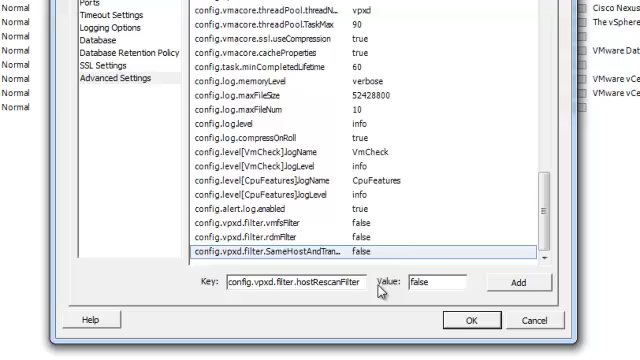 Normal
Normal
Normal
Normal
Normal
Normal
Normal
Normal
Ports
Timeout Settings
Logging Options
Database
Database Retention Policy
SSL Settings
Advanced Settings
config.vmacore.threadPool.threadN... vpxd
config.vmacore.threadPool.TaskMax 90
config.vmacore.ssl.useCompression true
config.vmacore.cacheProperties true
config.task.minCompletedLifetime 60
config.log.memoryLevel verbose
config.log.maxFileSize 52428800
config.log.maxFileNum 10
config.log.level info
config.log.compressOnRoll true
config.level[VmCheck].logName VmCheck
config.level[VmCheck].logLevel info
config.level[CpuFeatures].logName CpuFeatures
config.level[CpuFeatures].logLevel info
config.alert.log.enabled true
config.vpxd.filter.vmfsFilter false
config.vpxd.filter.rdmFilter false
config.vpxd.filter.SameHostAndTran... false
Key: config.vpxd.filter.hostRescanFilter Value: false Add
Help OK Cancel
Cisco Nexus
The vSphere
VMware Dat
VMware vCe
VMware vCe